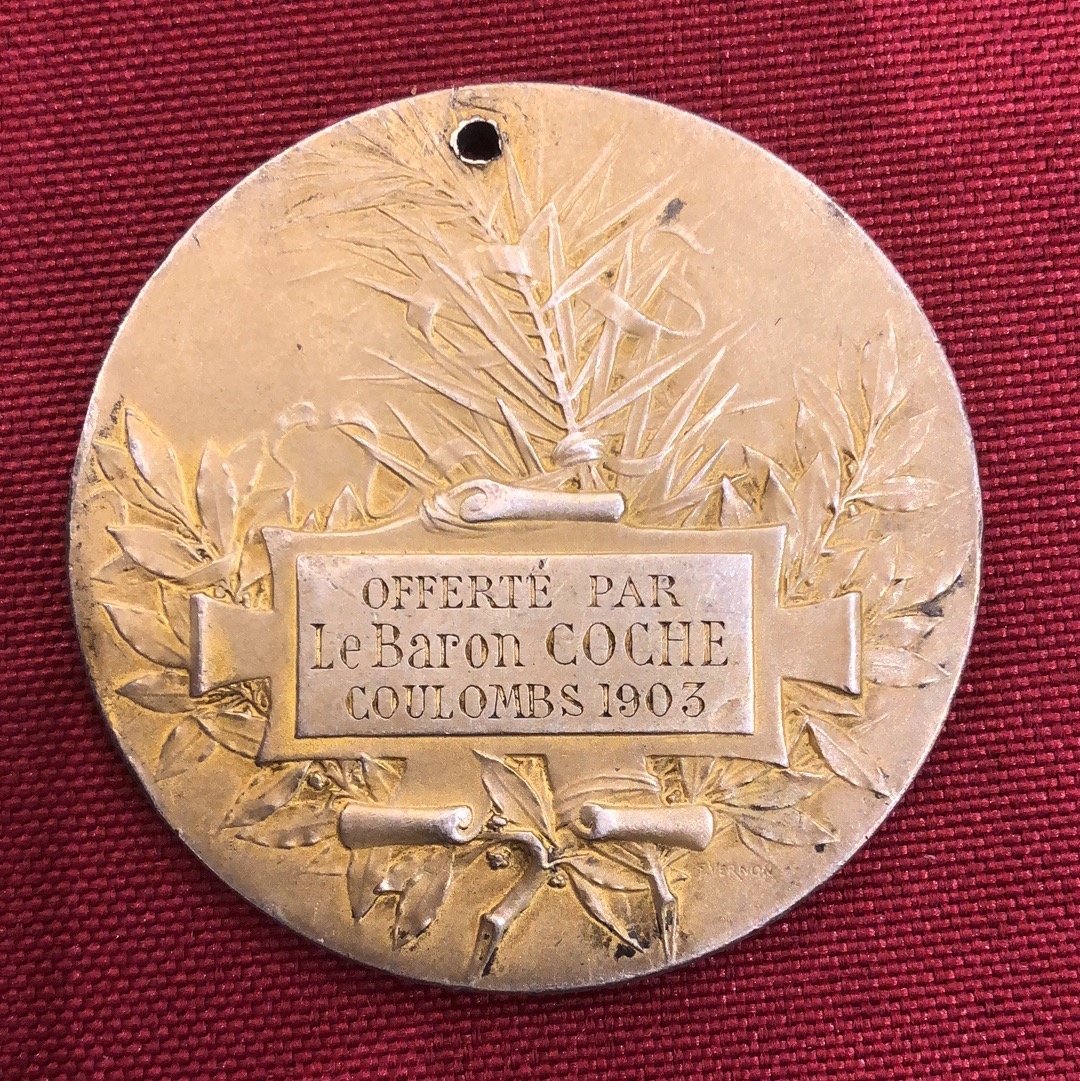 OFFERTÉ PAR
Le Baron COCHE
COULOMBS 1903
F. VERNON